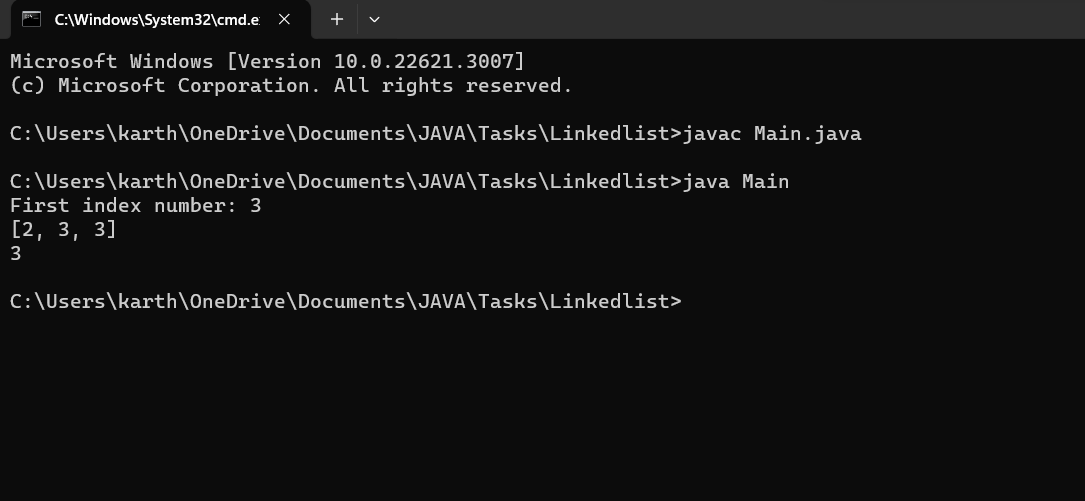 C:\Windows\System32\cmd.e
Microsoft Windows [Version 10.0.22621.3007]
(c) Microsoft Corporation. All rights reserved.
C:\Users\karth\OneDrive\Documents\JAVA\Tasks\Linkedlist>javac Main.java
C:\Users\karth\OneDrive\Documents\JAVA\Tasks\Linkedlist>java Main
First index number: 3
[2, 3, 3]
3
C:\Users\karth\OneDrive\Documents\JAVA\Tasks\Linkedlist>